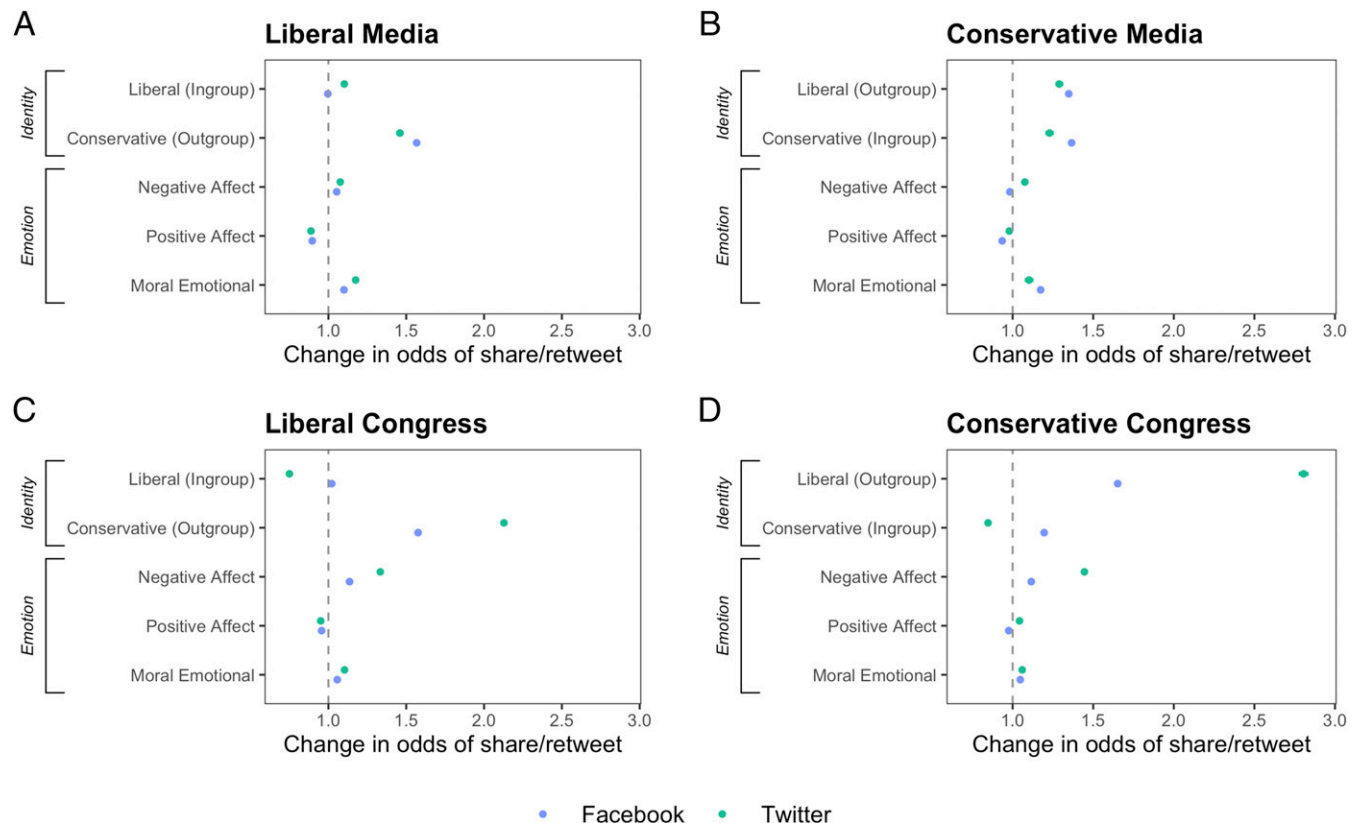 A
Liberal Media
Identity
Liberal (Ingroup)
Conservative (Outgroup)
Emotion
Negative Affect
Positive Affect
Moral Emotional
1.0 1.5 2.0 2.5 3.0
Change in odds of share/retweet
B
Conservative Media
Identity
Liberal (Outgroup)
Conservative (Ingroup)
Emotion
Negative Affect
Positive Affect
Moral Emotional
1.0 1.5 2.0 2.5 3.0
Change in odds of share/retweet
C
Liberal Congress
Identity
Liberal (Ingroup)
Conservative (Outgroup)
Emotion
Negative Affect
Positive Affect
Moral Emotional
1.0 1.5 2.0 2.5 3.0
Change in odds of share/retweet
D
Conservative Congress
Identity
Liberal (Outgroup)
Conservative (Ingroup)
Emotion
Negative Affect
Positive Affect
Moral Emotional
1.0 1.5 2.0 2.5 3.0
Change in odds of share/retweet
Facebook Twitter